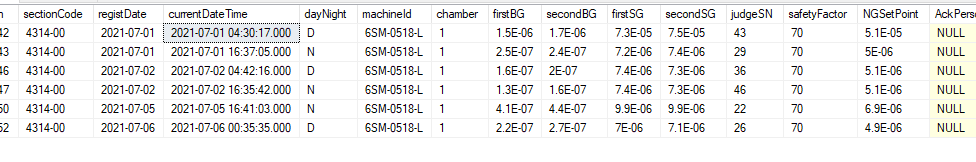 n sectionCode registDate currentDateTime dayNight machineId chamber firstBG secondBG firstSG secondSG judgeSN safetyFactor NGSetPoint AckPerso
42 4314-00 2021-07-01 2021-07-01 04:30:17.000 D 6SM-0518-L 1 1.5E-06 1.7E-06 7.3E-05 7.5E-05 43 70 5.1E-05 NULL
43 4314-00 2021-07-01 2021-07-01 16:37:05.000 N 6SM-0518-L 1 2.5E-07 2.4E-07 7.2E-06 7.4E-06 29 70 5E-06 NULL
46 4314-00 2021-07-02 2021-07-02 04:42:16.000 D 6SM-0518-L 1 1.6E-07 2E-07 7.4E-06 7.3E-06 36 70 5.1E-06 NULL
47 4314-00 2021-07-02 2021-07-02 16:35:42.000 N 6SM-0518-L 1 1.3E-07 1.6E-07 7.4E-06 7.3E-06 46 70 5.1E-06 NULL
50 4314-00 2021-07-05 2021-07-05 16:41:03.000 N 6SM-0518-L 1 4.1E-07 4.4E-07 9.9E-06 9.9E-06 22 70 6.9E-06 NULL
52 4314-00 2021-07-06 2021-07-06 00:35:35.000 D 6SM-0518-L 1 2.2E-07 2.7E-07 7E-06 7.1E-06 26 70 4.9E-06 NULL